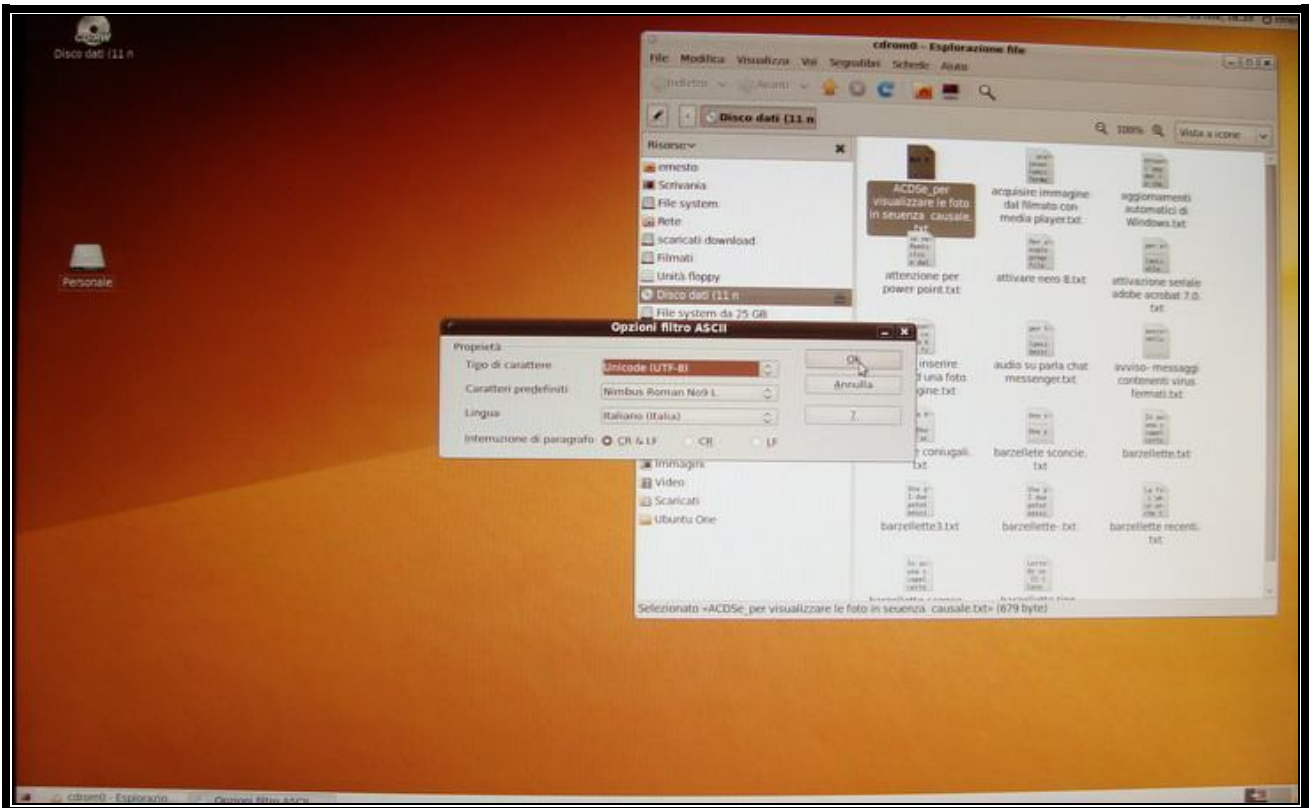 Disco dati (11 n
Personale
cdrom0 - Esplorazione file
File Modifica Visualizza Vai Segnalibri Schede Aiuto
Indietro Avanti
Disco dati (11 n
100% Vista a icone
Risorse
ernesto
Scrivania
File system
Rete
scaricati download
Filmati
Unità floppy
Disco dati (11 n
File system da 25 GB
Immagini
Video
Scaricati
Ubuntu One
ACDSe_per
visualizzare le foto
in seuenza causale.
txt
acquisire immagine
dal filmato con
media player.txt
aggiornamenti
automatici di
Windows.txt
attenzione per
power point.txt
attivare nero 8.txt
attivazione seriale
adobe acrobat 7.0.
txt
inserire
una foto
audio su parla chat
messenger.txt
avviso- messaggi
contenenti virus
fermati.txt
coniugali.
txt
barzellete sconcie.
txt
barzellette.txt
barzellette3.txt
barzellette-.txt
barzellette recenti.
txt
Opzioni filtro ASCII
Proprietà
Tipo di carattere Unicode (UTF-8)
Caratteri predefiniti Nimbus Roman No9 L
Lingua Italiano (Italia)
Interruzione di paragrafo CR & LF CR LF
OK
Annulla
?
Selezionato «ACDSe_per visualizzare le foto in seuenza causale.txt» (679 byte)
cdrom0 - Esplorazio...
Opzioni filtro ASCII